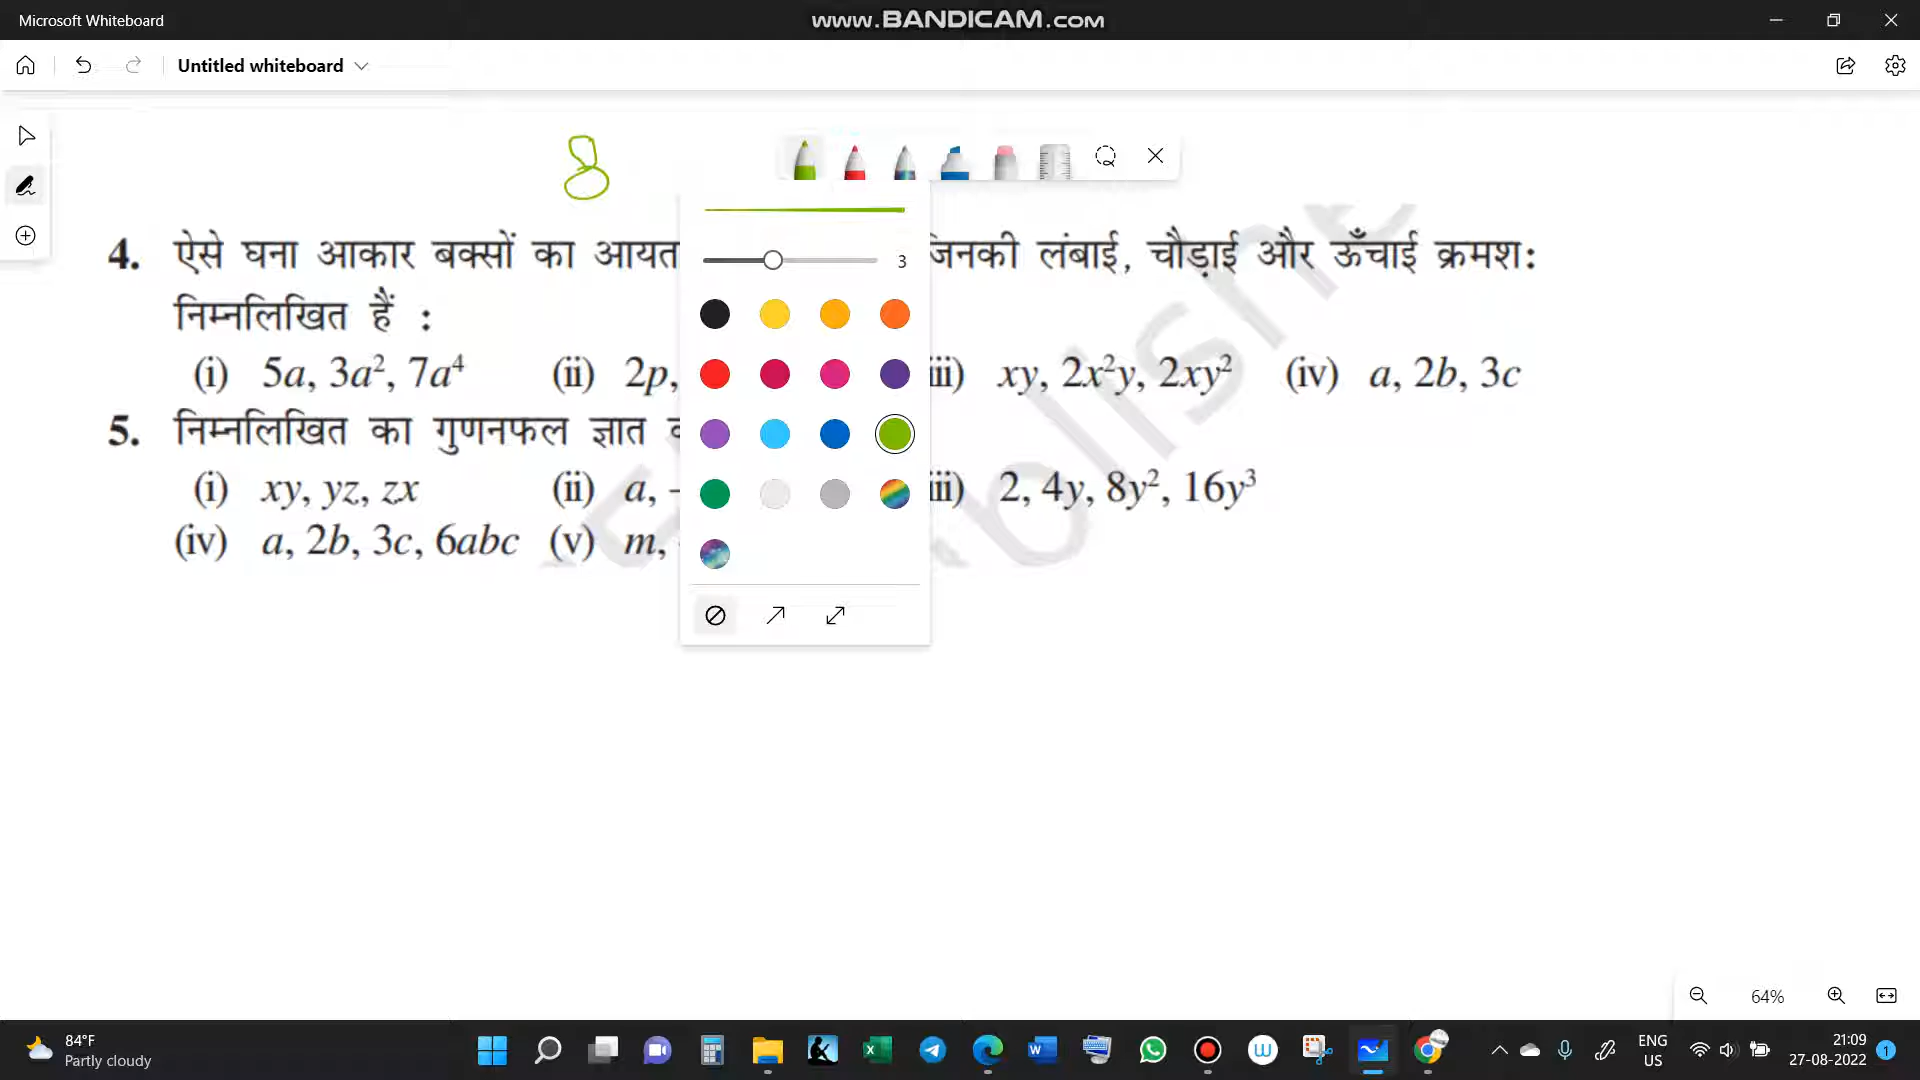 Microsoft Whiteboard
www.BANDICAM.com
Untitled whiteboard
8
3
4. ऐसे घना आकार बक्सों का आयत जिनकी लंबाई, चौड़ाई और ऊँचाई क्रमश:
निम्नलिखित हैं :
(i) 5a, 3a², 7a⁴ (ii) 2p, iii) xy, 2x²y, 2xy² (iv) a, 2b, 3c
5. निम्नलिखित का गुणनफल ज्ञात
(i) xy, yz, zx (ii) a, – iii) 2, 4y, 8y², 16y³
(iv) a, 2b, 3c, 6abc (v) m,
64%
84°F
Partly cloudy
ENG
US
21:09
27-08-2022
1